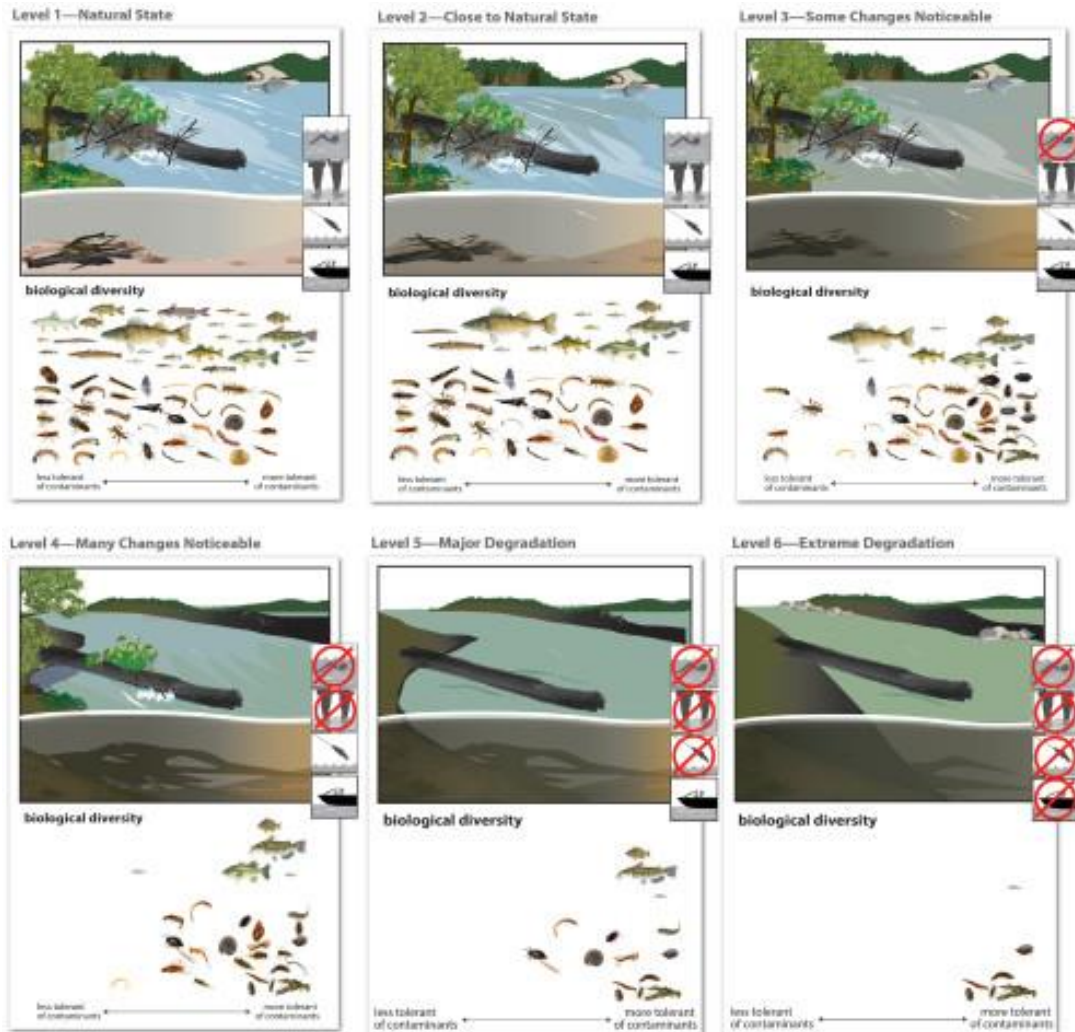 Level 1—Natural State
Level 2—Close to Natural State
Level 3—Some Changes Noticeable
biological diversity
biological diversity
biological diversity
less tolerant
of contaminants
more tolerant
of contaminants
less tolerant
of contaminants
more tolerant
of contaminants
less tolerant
of contaminants
more tolerant
of contaminants
Level 4—Many Changes Noticeable
Level 5—Major Degradation
Level 6—Extreme Degradation
biological diversity
biological diversity
biological diversity
less tolerant
of contaminants
more tolerant
of contaminants
less tolerant
of contaminants
more tolerant
of contaminants
less tolerant
of contaminants
more tolerant
of contaminants